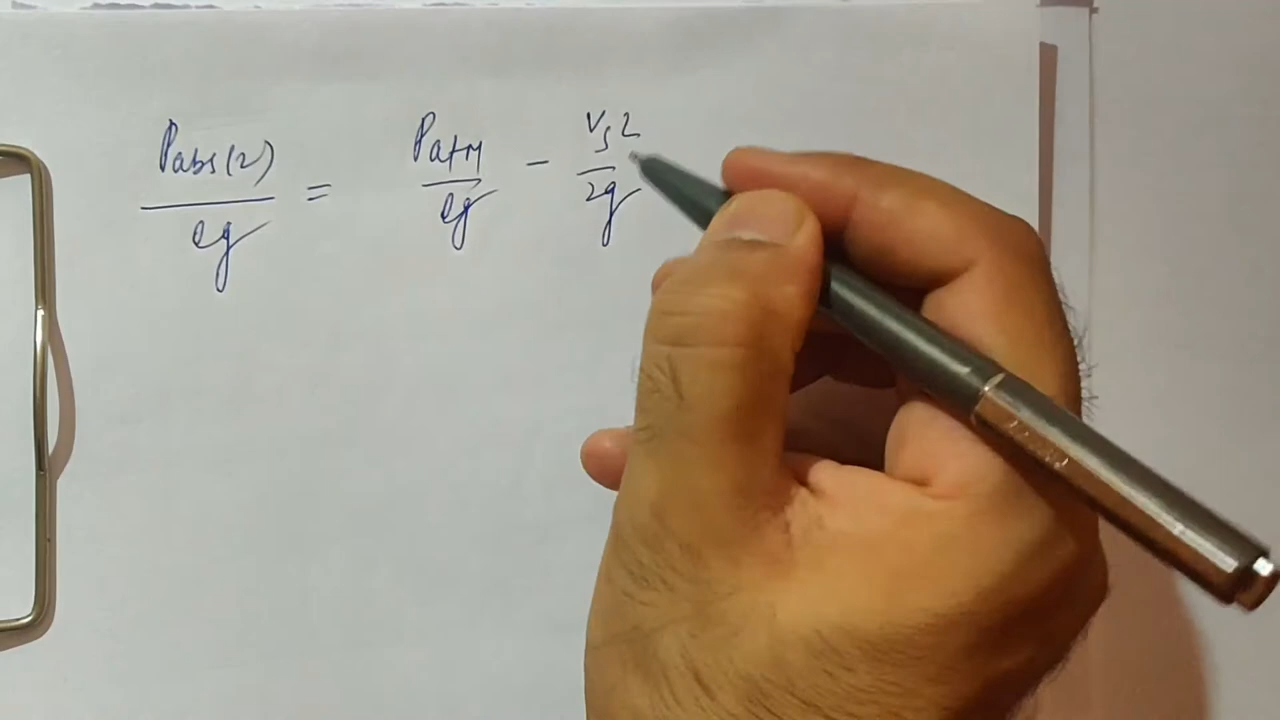 Pabs(2)/ρg = Patm/ρg - Vs²/2g